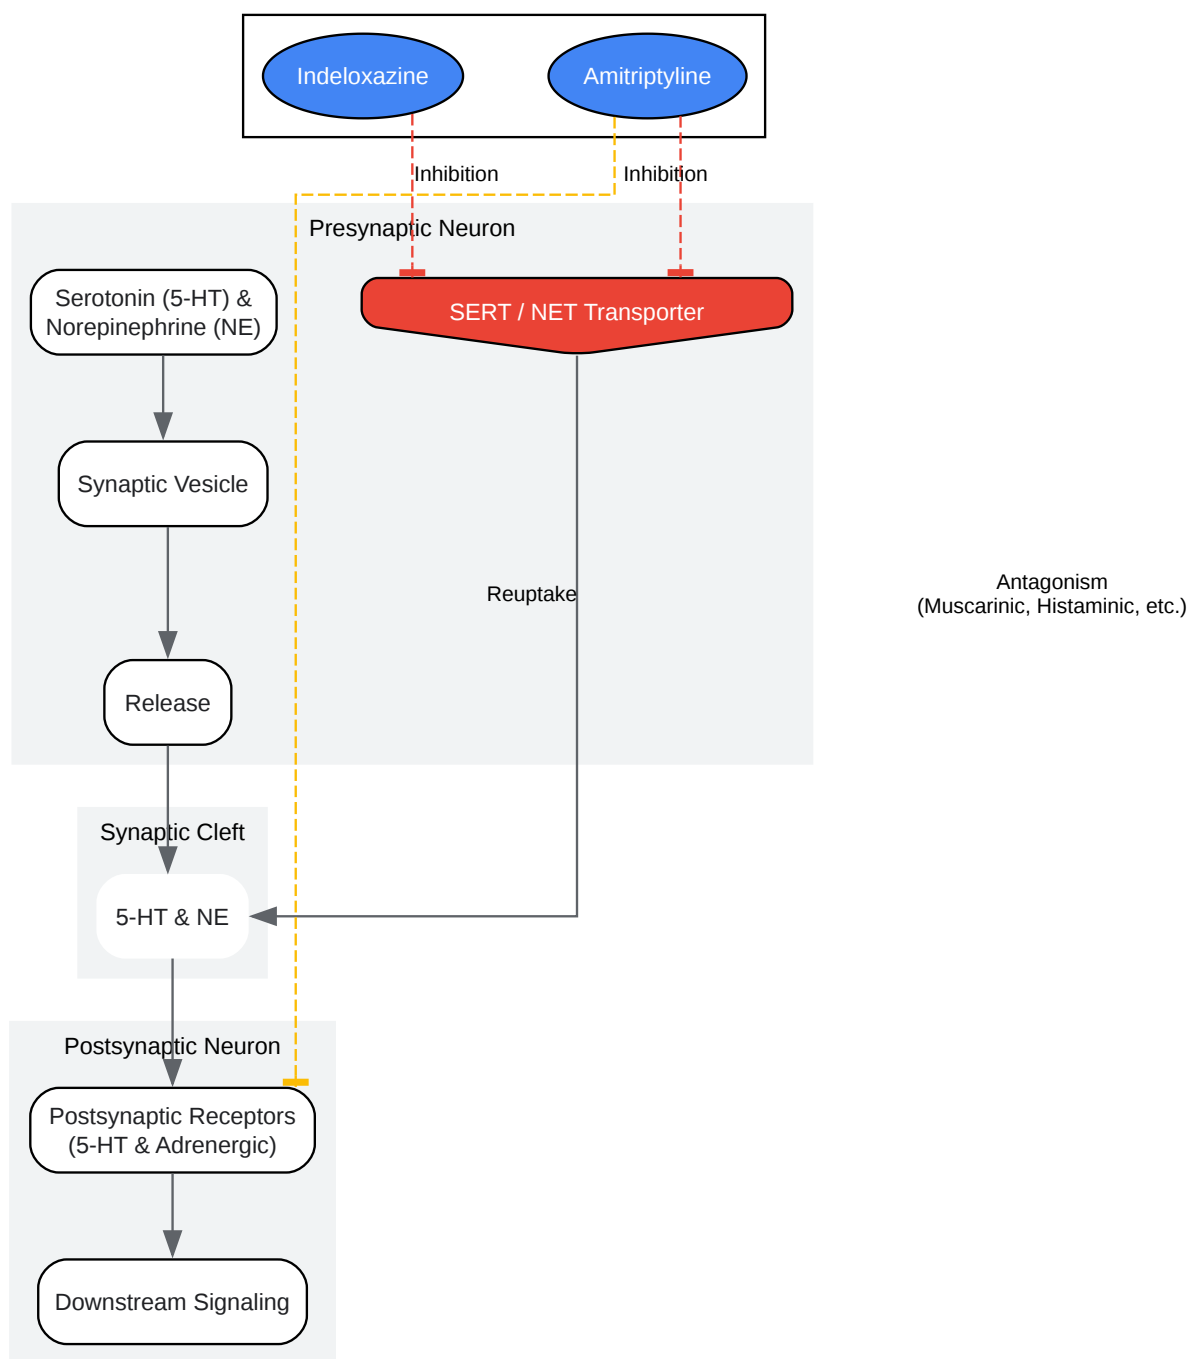 Indeloxazine
Amitriptyline
Inhibition
Inhibition
Presynaptic Neuron
Serotonin (5-HT) &
Norepinephrine (NE)
SERT / NET Transporter
Synaptic Vesicle
Reuptake
Antagonism
(Muscarinic, Histaminic, etc.)
Release
Synaptic Cleft
5-HT & NE
Postsynaptic Neuron
Postsynaptic Receptors
(5-HT & Adrenergic)
Downstream Signaling